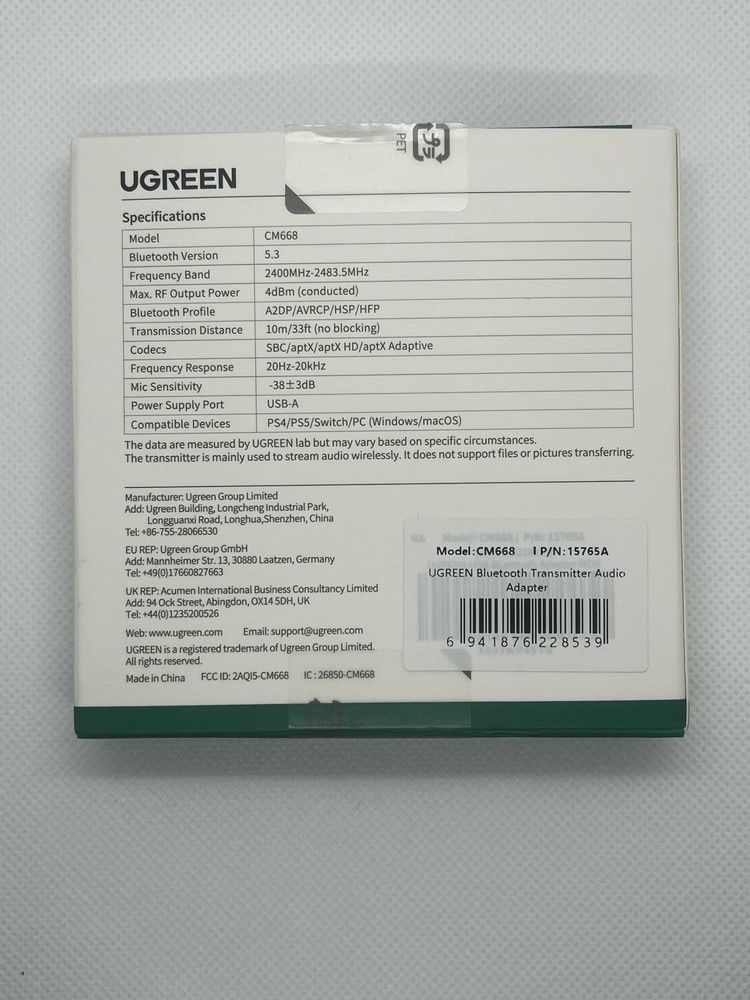 PET
UGREEN
Specifications
Model CM668
Bluetooth Version 5.3
Frequency Band 2400MHz-2483.5MHz
Max. RF Output Power 4dBm (conducted)
Bluetooth Profile A2DP/AVRCP/HSP/HFP
Transmission Distance 10m/33ft (no blocking)
Codecs SBC/aptX/aptX HD/aptX Adaptive
Frequency Response 20Hz-20kHz
Mic Sensitivity -38±3dB
Power Supply Port USB-A
Compatible Devices PS4/PS5/Switch/PC (Windows/macOS)
The data are measured by UGREEN lab but may vary based on specific circumstances.
The transmitter is mainly used to stream audio wirelessly. It does not support files or pictures transferring.
Manufacturer: Ugreen Group Limited
Add: Ugreen Building, Longcheng Industrial Park,
Longguanxi Road, Longhua,Shenzhen, China
Tel: +86-755-28066530
EU REP: Ugreen Group GmbH
Add: Mannheimer Str. 13, 30880 Laatzen, Germany
Tel: +49(0)17660827663
UK REP: Acumen International Business Consultancy Limited
Add: 94 Ock Street, Abingdon, OX14 5DH, UK
Tel: +44(0)1235200526
Web: www.ugreen.com Email: support@ugreen.com
UGREEN is a registered trademark of Ugreen Group Limited.
All rights reserved.
Made in China FCC ID: 2AQI5-CM668 IC : 26850-CM668
Model:CM668 I P/N:15765A
UGREEN Bluetooth Transmitter Audio
Adapter
6 941876 228539